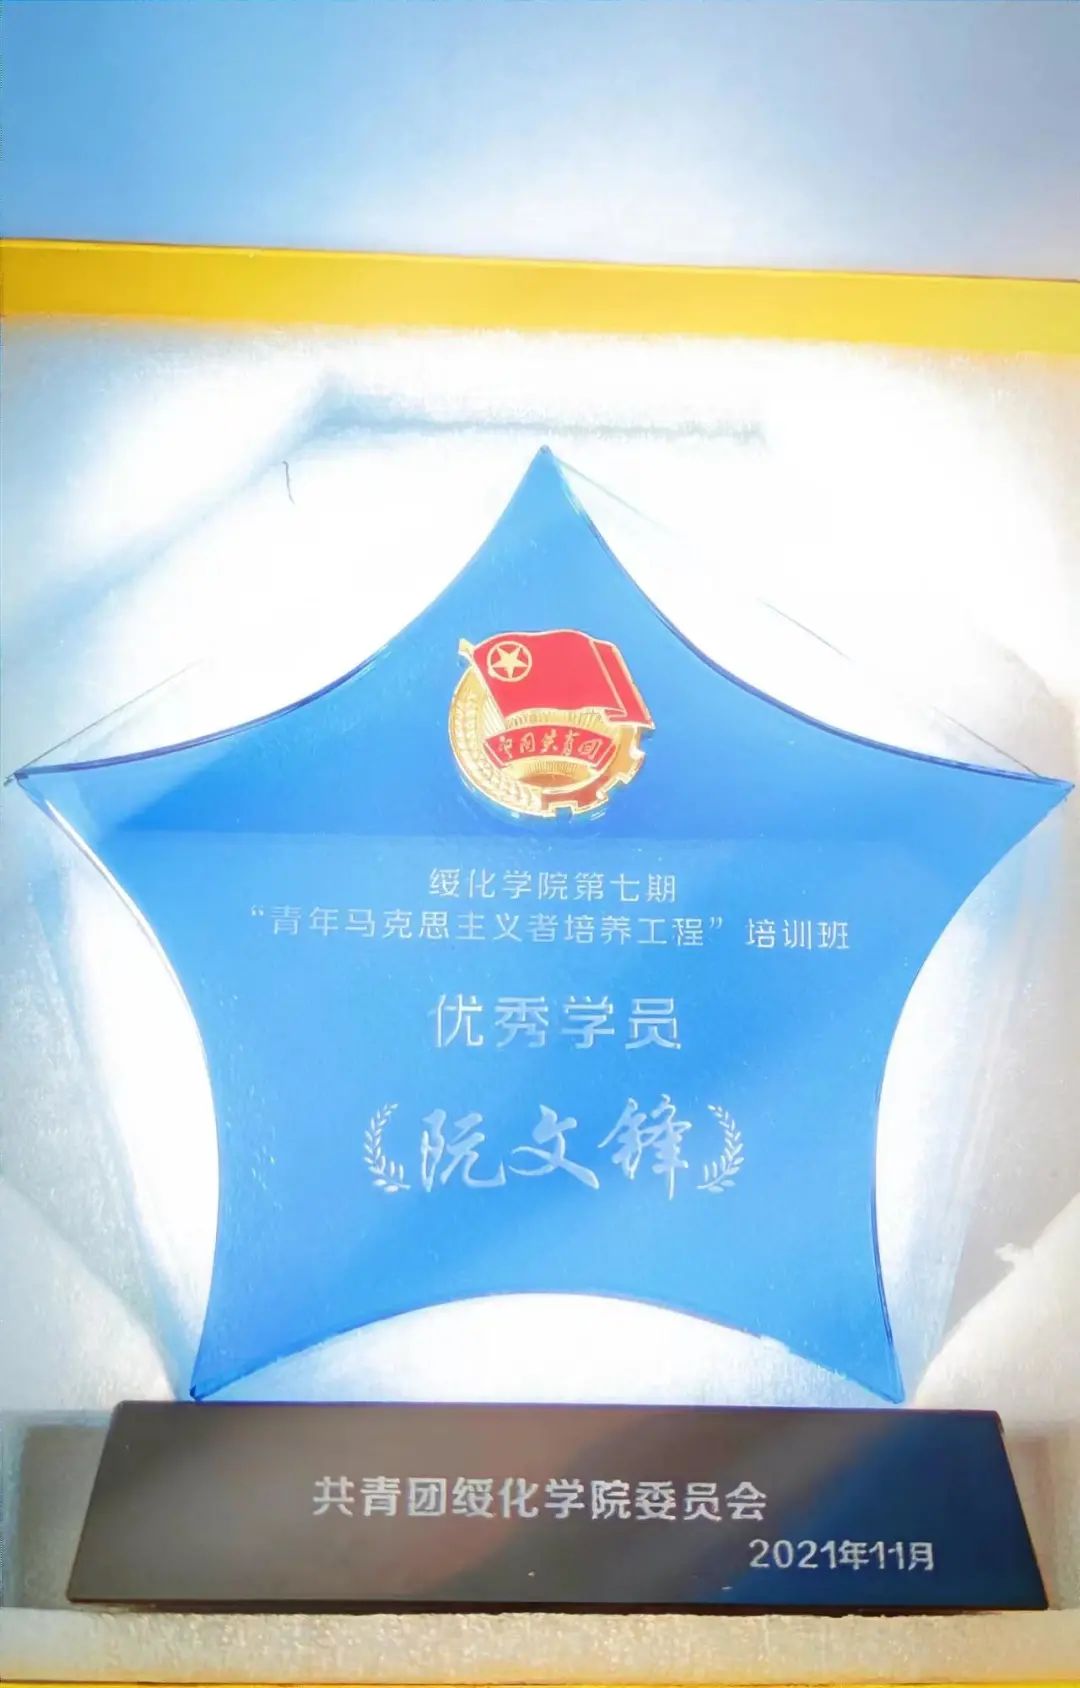 中国共青团
绥化学院第七期
“青年马克思主义者培养工程”培训班
优秀学员
阮文锋
共青团绥化学院委员会
2021年11月